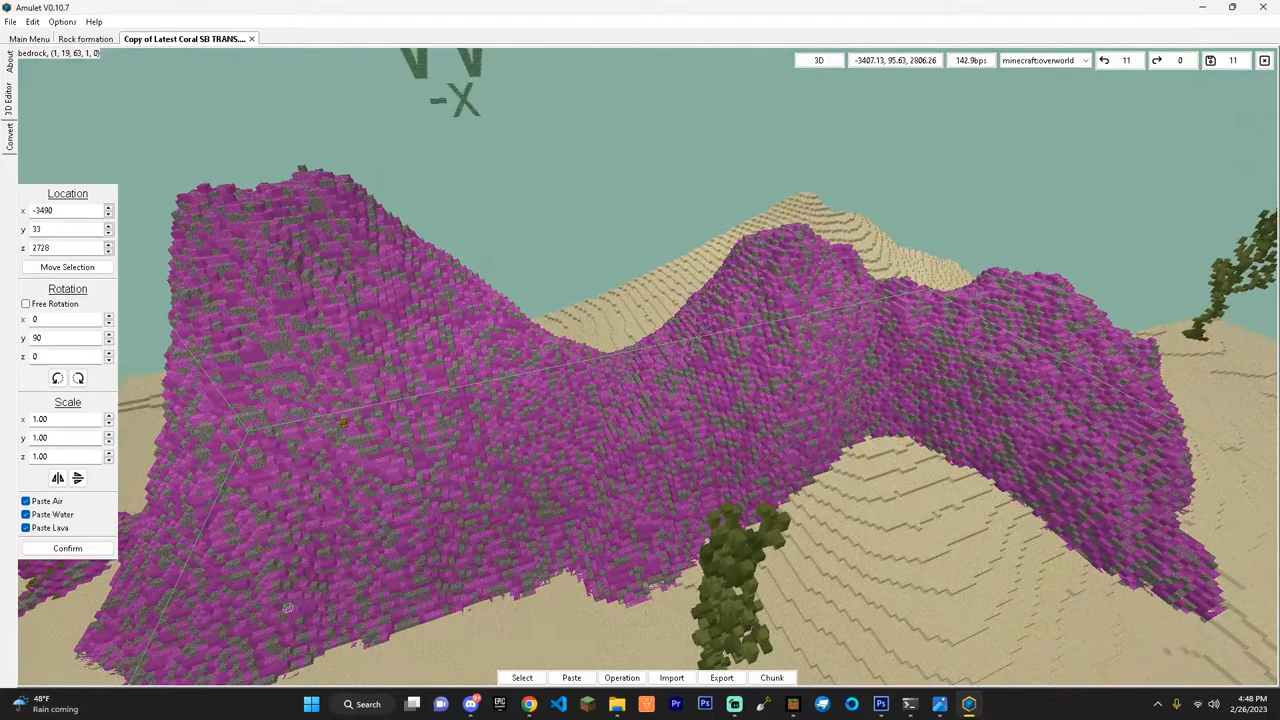 Amulet V0.10.7
File Edit Options Help
Main Menu Rock formation Copy of Latest Coral SB TRANS....
bedrock, (1, 19, 63, 1, 0)
3D -3407.13, 95.63, 2806.26 142.9bps minecraft:overworld 11 0 11
About
3D Editor
Convert
-X
Location
x -3490
y 33
z 2728
Move Selection
Rotation
Free Rotation
x 0
y 90
z 0
Scale
x 1.00
y 1.00
z 1.00
Paste Air
Paste Water
Paste Lava
Confirm
Select Paste Operation Import Export Chunk
48°F
Rain coming
Search
4:48 PM
2/26/2023